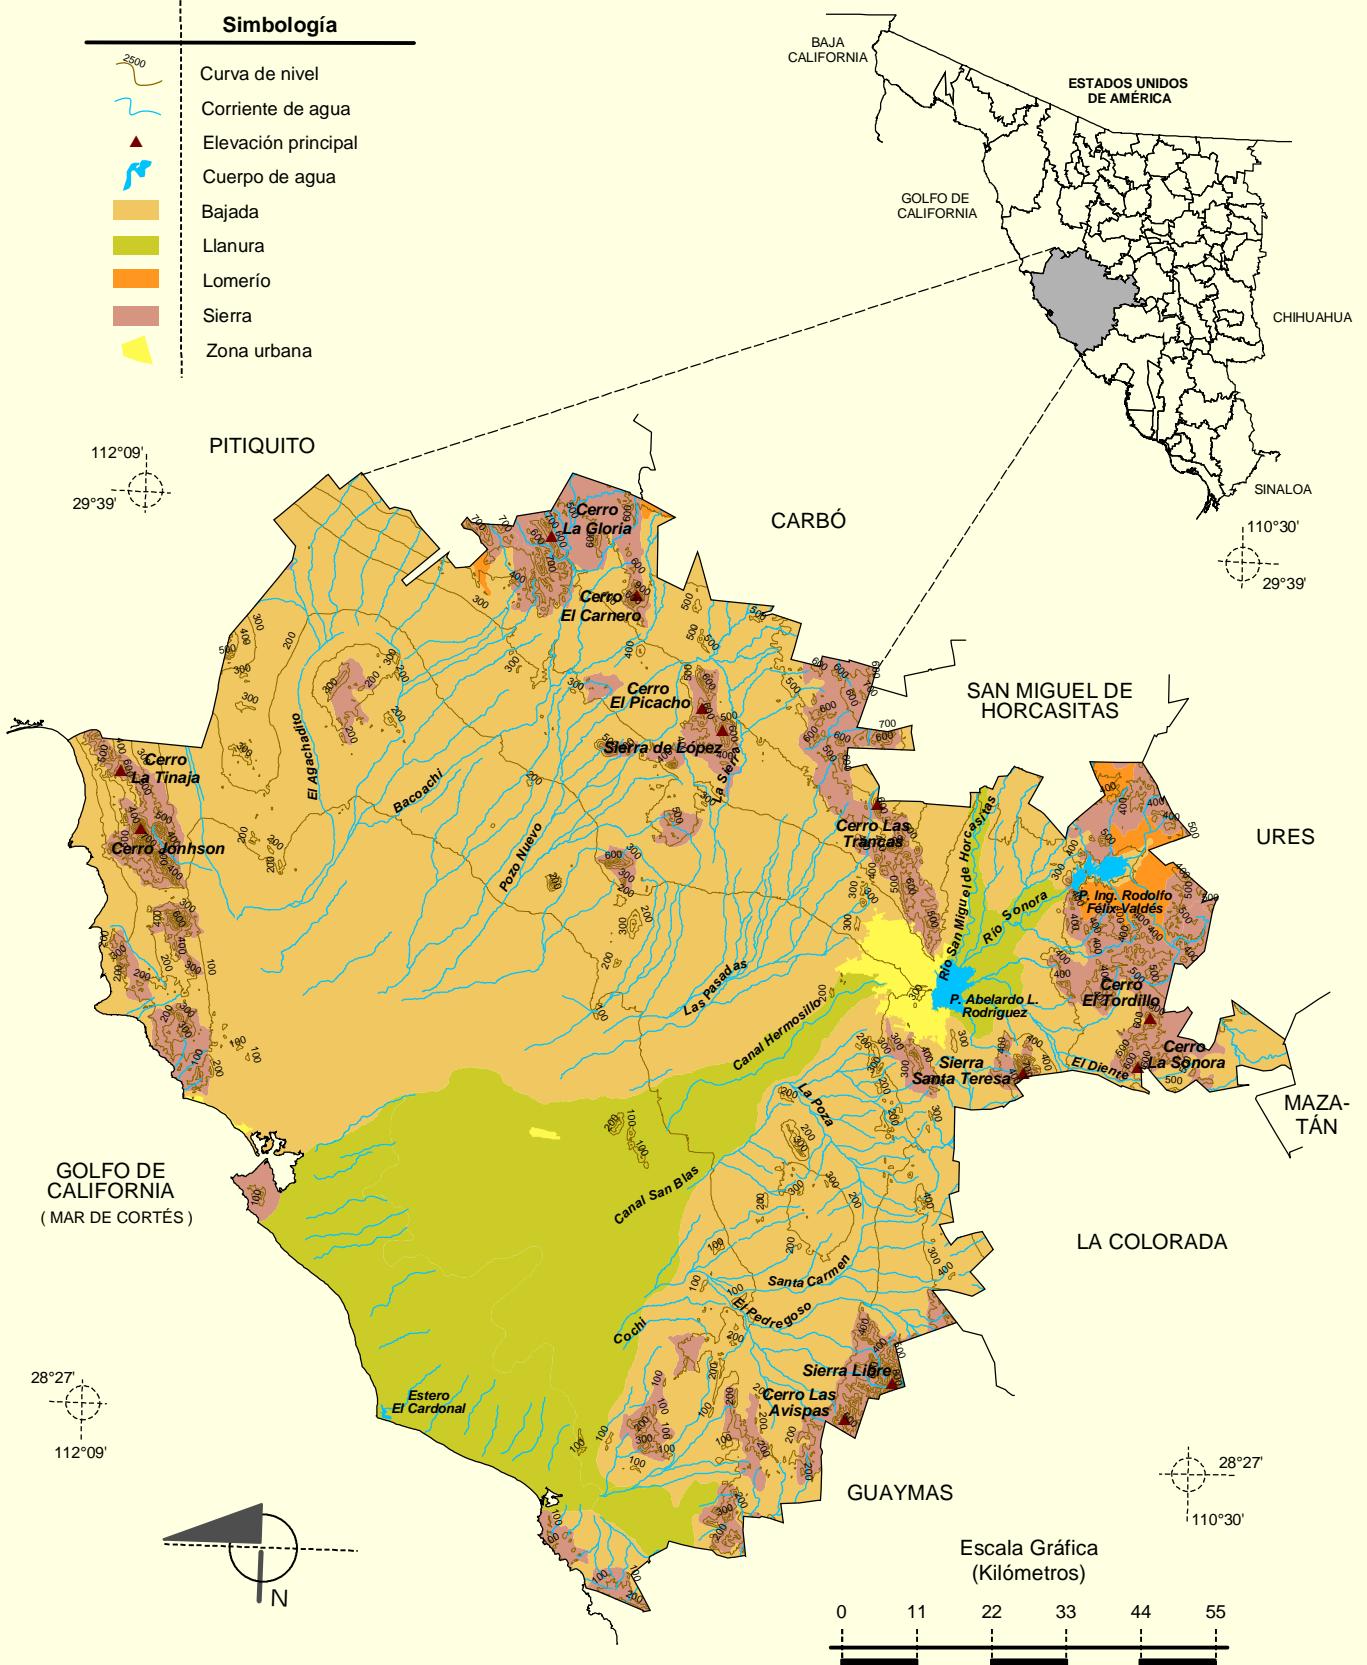 Simbología
2500
Curva de nivel
Corriente de agua
Elevación principal
Cuerpo de agua
Bajada
Llanura
Lomerío
Sierra
Zona urbana
BAJA
CALIFORNIA
ESTADOS UNIDOS
DE AMÉRICA
GOLFO DE
CALIFORNIA
CHIHUAHUA
SINALOA
112°09'
29°39'
110°30'
29°39'
PITIQUITO
CARBÓ
SAN MIGUEL DE
HORCASITAS
URES
MAZA-
TÁN
LA COLORADA
GUAYMAS
GOLFO DE
CALIFORNIA
( MAR DE CORTÉS )
Cerro
La Gloria
Cerro
El Carnero
Cerro
El Picacho
Sierra de López
La Sierra
Cerro
La Tinaja
Cerro Jonhson
El Agachadito
Bacoachi
Pozo Nuevo
Las Pasadas
Cerro Las
Trancas
Río San Miguel de Horcasitas
Río Sonora
P. Ing. Rodolfo
Félix Valdés
P. Abelardo L.
Rodríguez
Cerro
El Tordillo
Cerro
La Sonora
El Diente
Sierra
Santa Teresa
Canal Hermosillo
La Poza
Canal San Blas
Santa Carmen
El Pedregoso
Cochi
Sierra Libre
Cerro Las
Avispas
Estero
El Cardonal
28°27'
112°09'
28°27'
110°30'
N
Escala Gráfica
(Kilómetros)
0 11 22 33 44 55